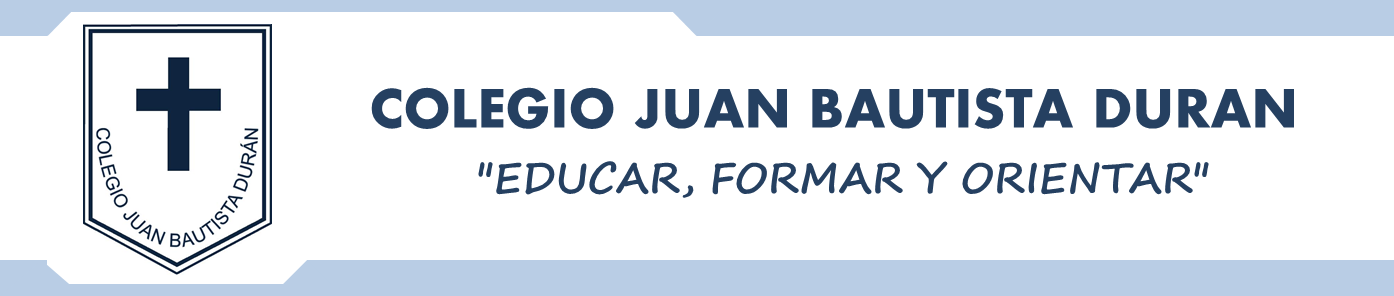 COLEGIO JUAN BAUTISTA DURÁN
COLEGIO JUAN BAUTISTA DURAN
"EDUCAR, FORMAR Y ORIENTAR"